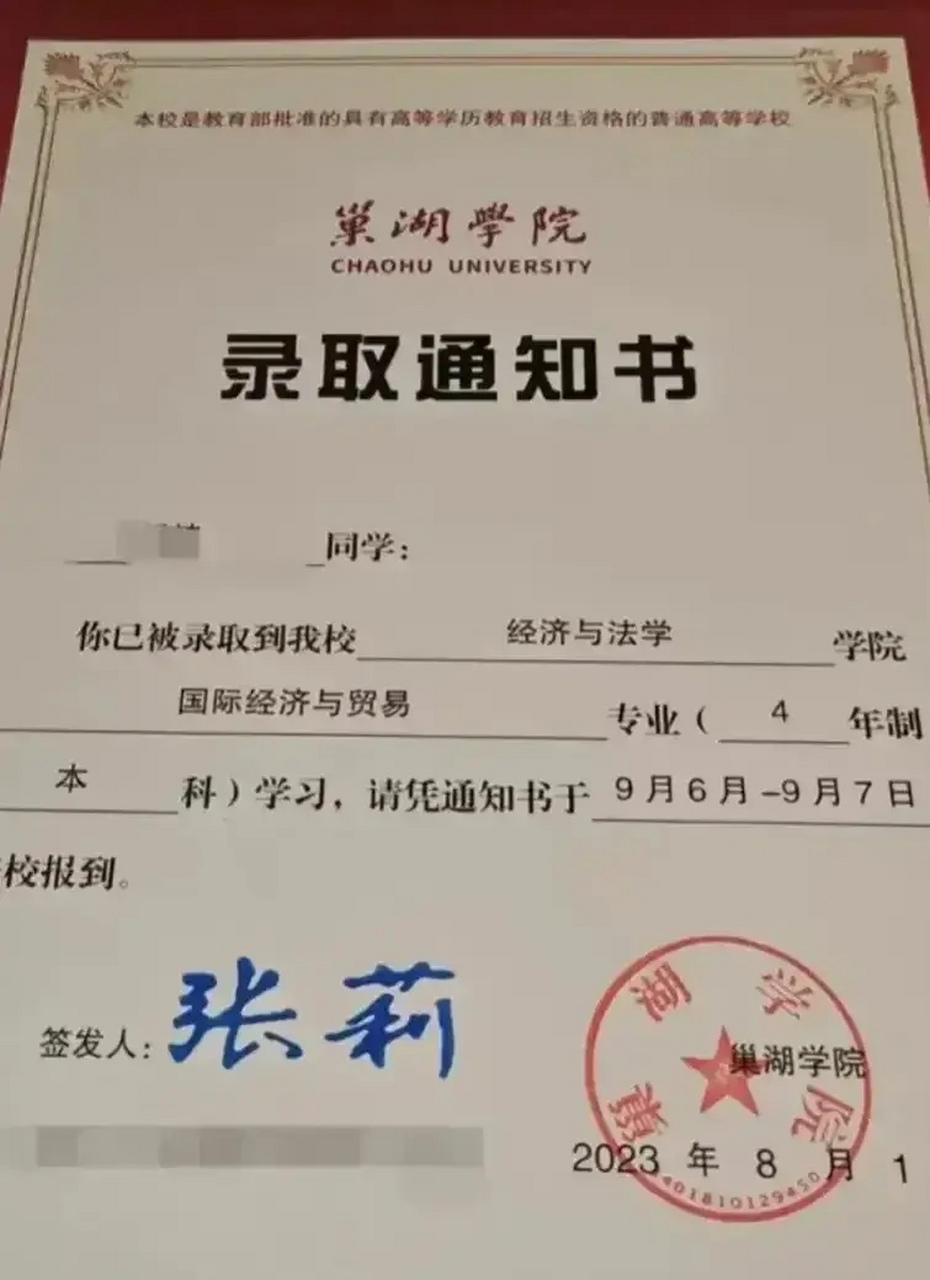 本校是教育部批准的具有高等学历教育招生资格的普通高等学校
巢湖學院
CHAOHU UNIVERSITY
录取通知书
同学：
你已被录取到我校 经济与法学 学院
国际经济与贸易 专业（ 4 年制
本 科）学习，请凭通知书于 9月6月-9月7日
校报到。
签发人：张莉
巢湖学院
巢湖学院
2023 年 8 月 1